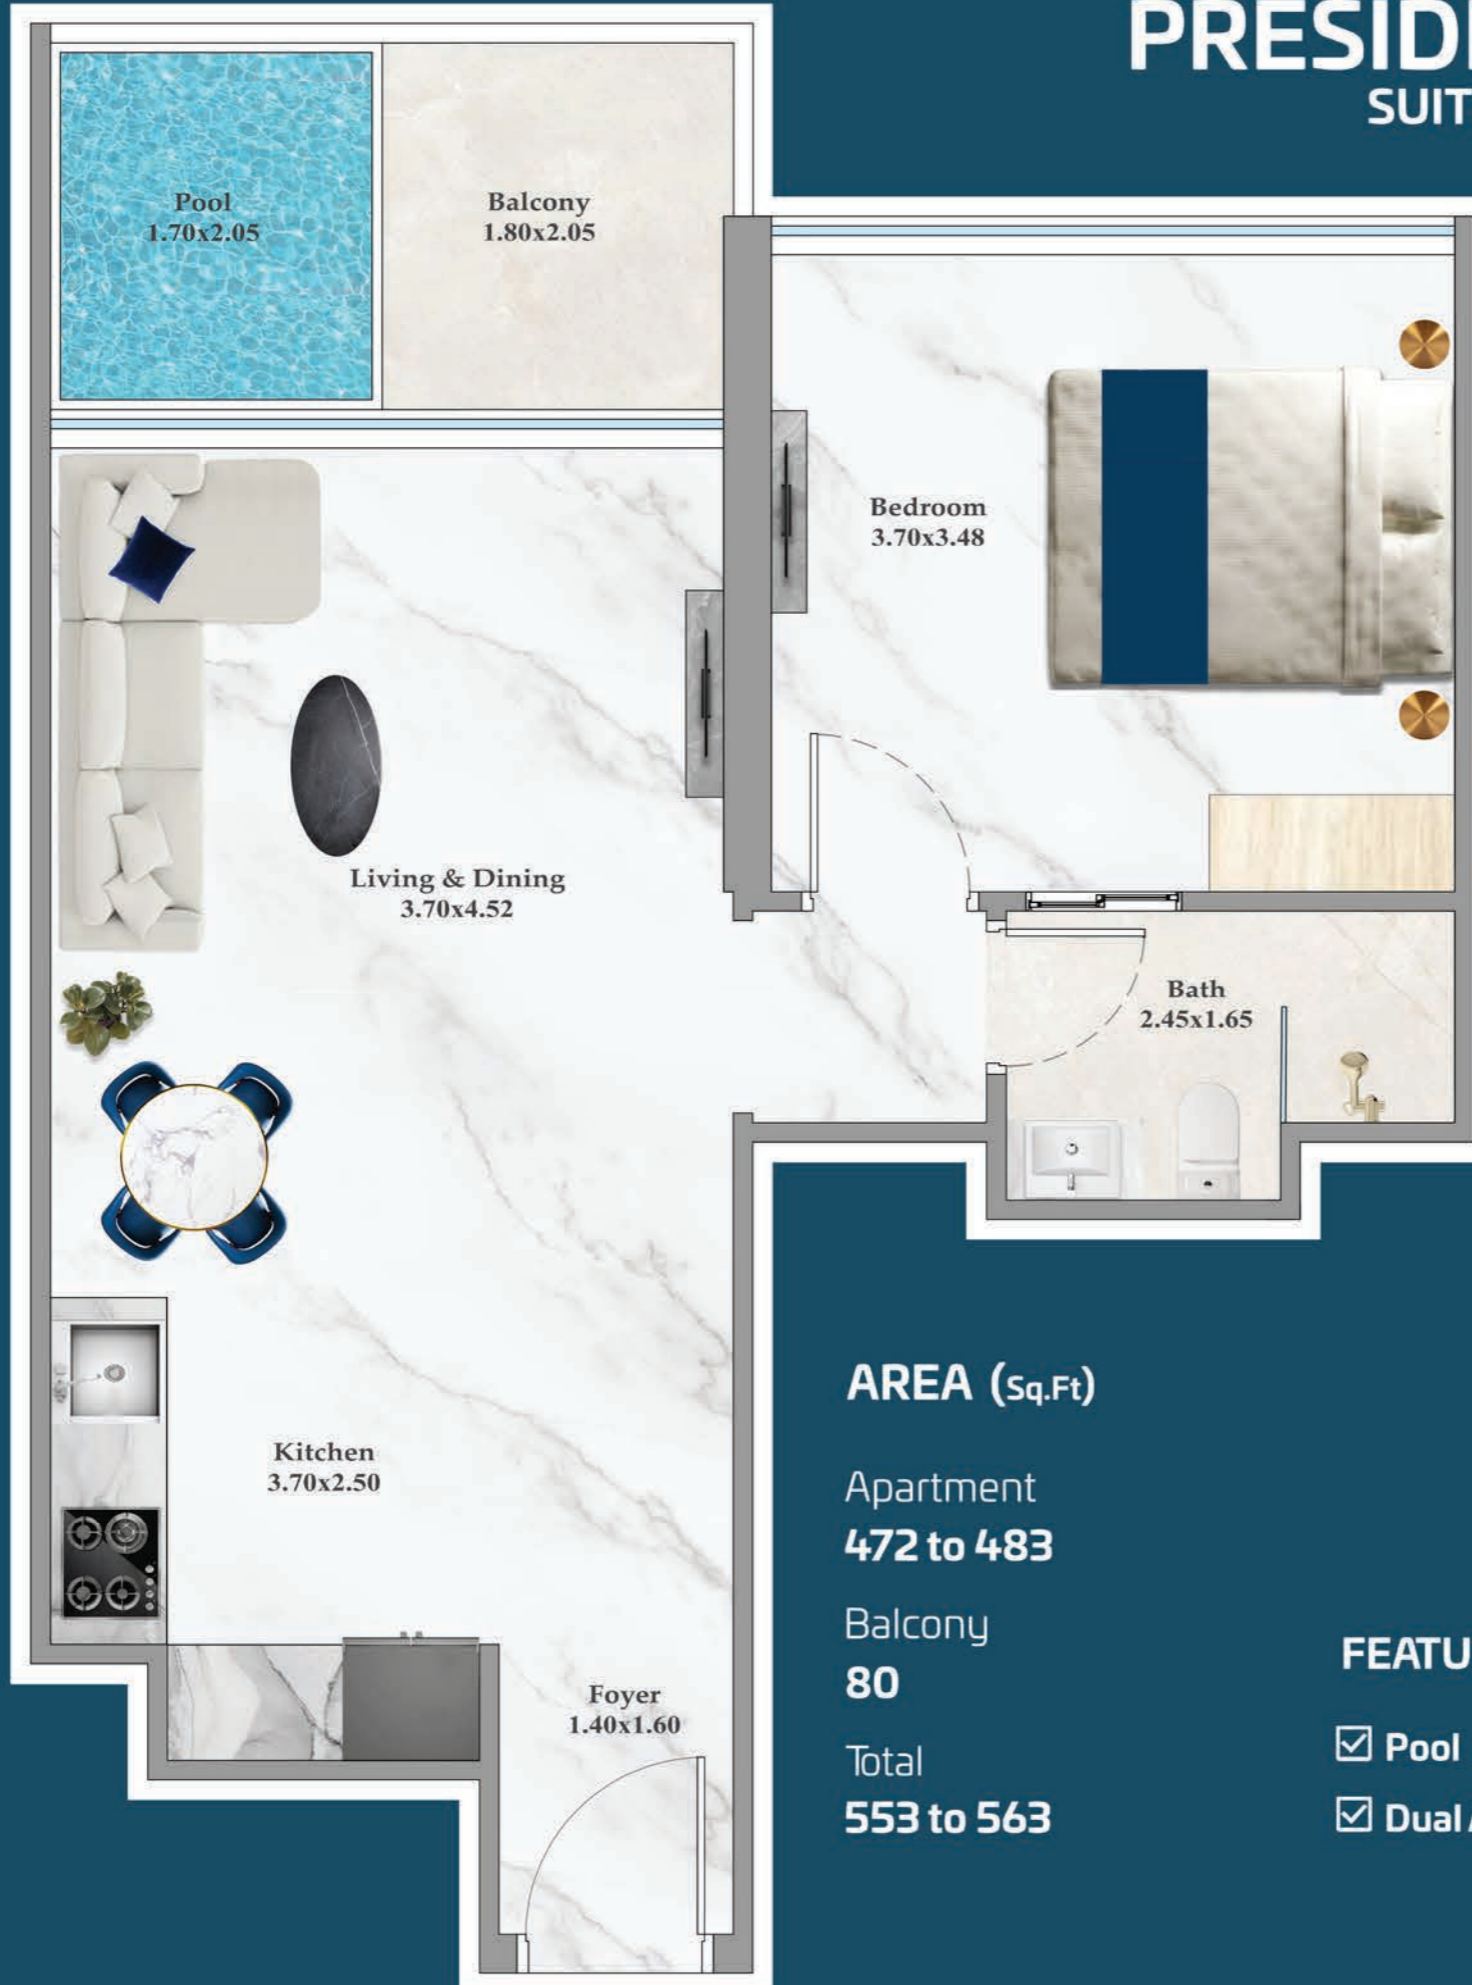 PRESIDE
SUIT
Pool
1.70x2.05
Balcony
1.80x2.05
Bedroom
3.70x3.48
Living & Dining
3.70x4.52
Bath
2.45x1.65
Kitchen
3.70x2.50
Foyer
1.40x1.60
AREA (Sq.Ft)
Apartment
472 to 483
Balcony
80
Total
553 to 563
FEATU
Pool
Dual